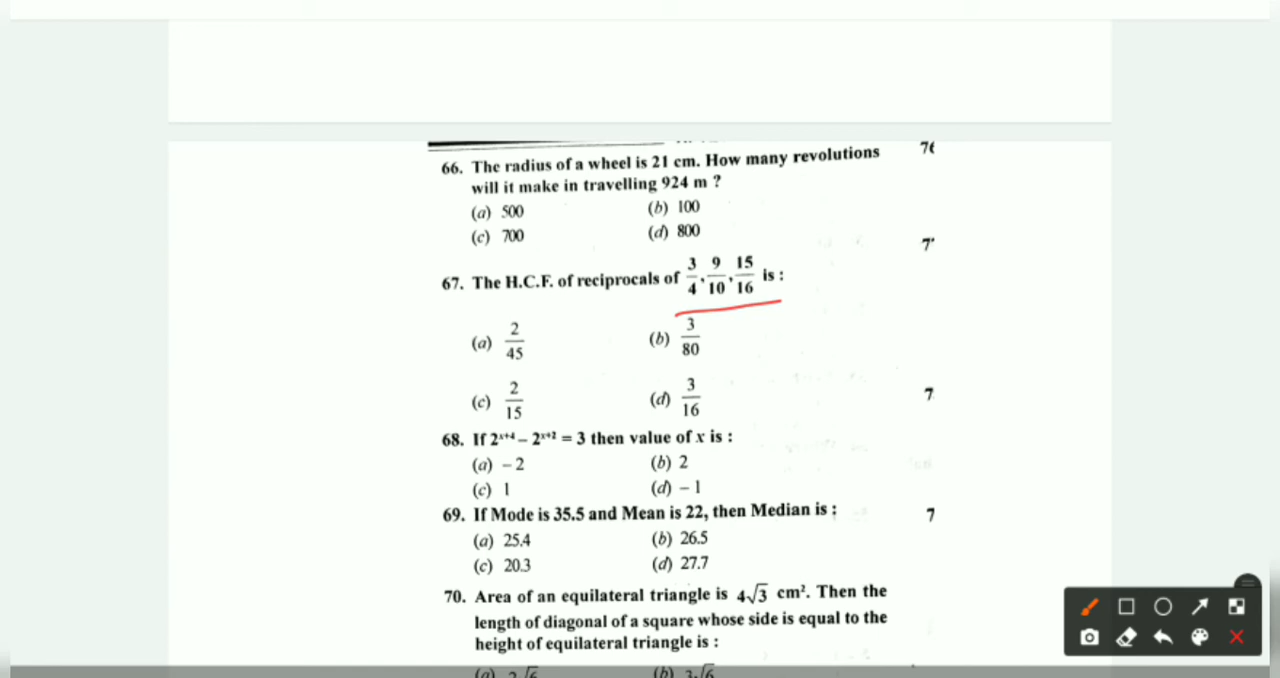 66. The radius of a wheel is 21 cm. How many revolutions
will it make in travelling 924 m ?
(a) 500 (b) 100
(c) 700 (d) 800
67. The H.C.F. of reciprocals of 3/4, 9/10, 15/16 is :
(a) 2/45 (b) 3/80
(c) 2/15 (d) 3/16
68. If 2ˣ⁺⁴ – 2ˣ⁺² = 3 then value of x is :
(a) – 2 (b) 2
(c) 1 (d) – 1
69. If Mode is 35.5 and Mean is 22, then Median is :
(a) 25.4 (b) 26.5
(c) 20.3 (d) 27.7
70. Area of an equilateral triangle is 4√3 cm². Then the
length of diagonal of a square whose side is equal to the
height of equilateral triangle is :
7
7